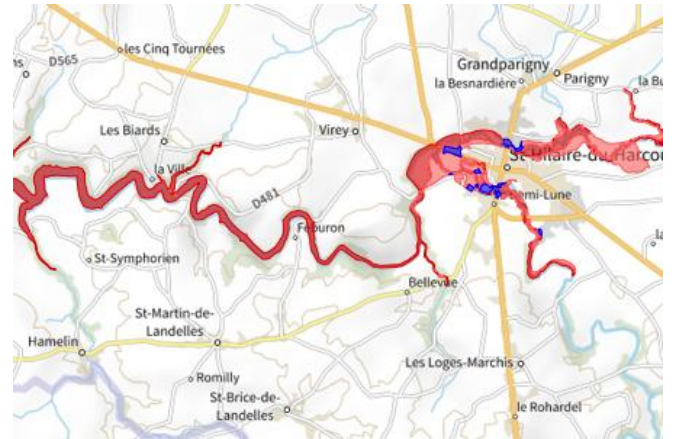 les Cinq Tournées
D565
Grandparigny
la Besnardière
Parigny
la Bu
Les Biards
Virey
la Ville
St-Hilaire-du-Harcou
Demi-Lune
D481
Feburon
St-Symphorien
Bellevue
St-Martin-de-
Landelles
Hamelin
Les Loges-Marchis
Romilly
St-Brice-de-
Landelles
le Rohardel